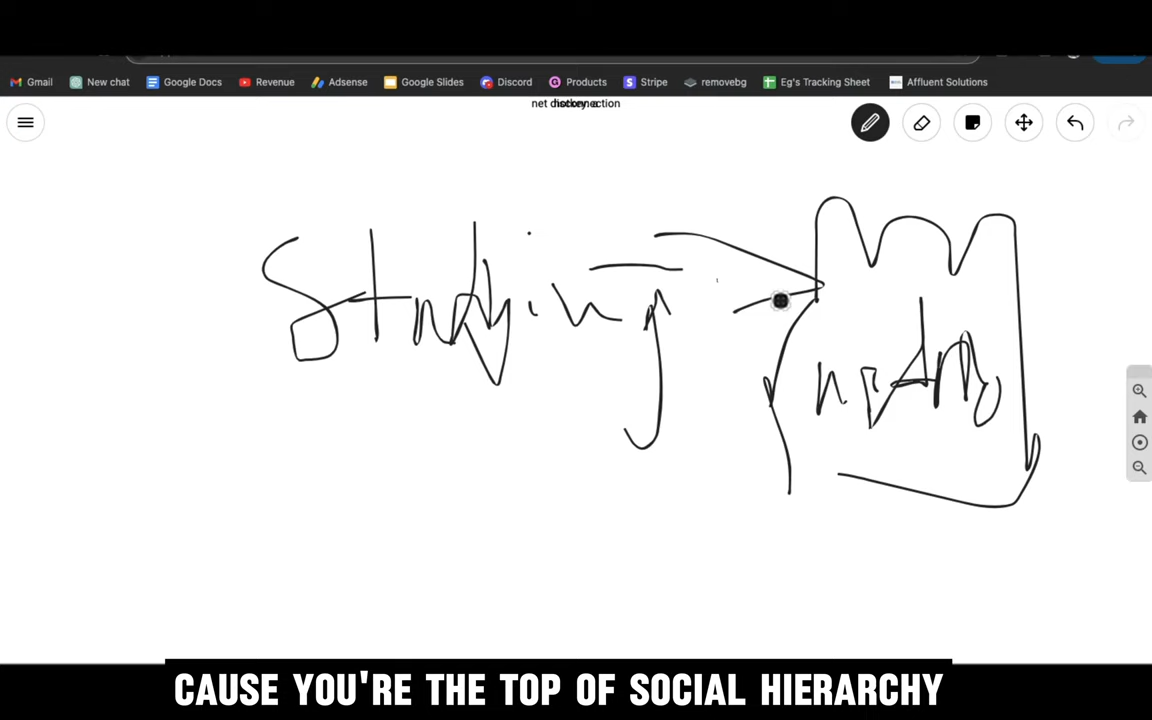 Gmail New chat Google Docs Revenue Adsense Google Slides Discord Products Stripe removebg Eg's Tracking Sheet Affluent Solutions
Studying
CAUSE YOU'RE THE TOP OF SOCIAL HIERARCHY